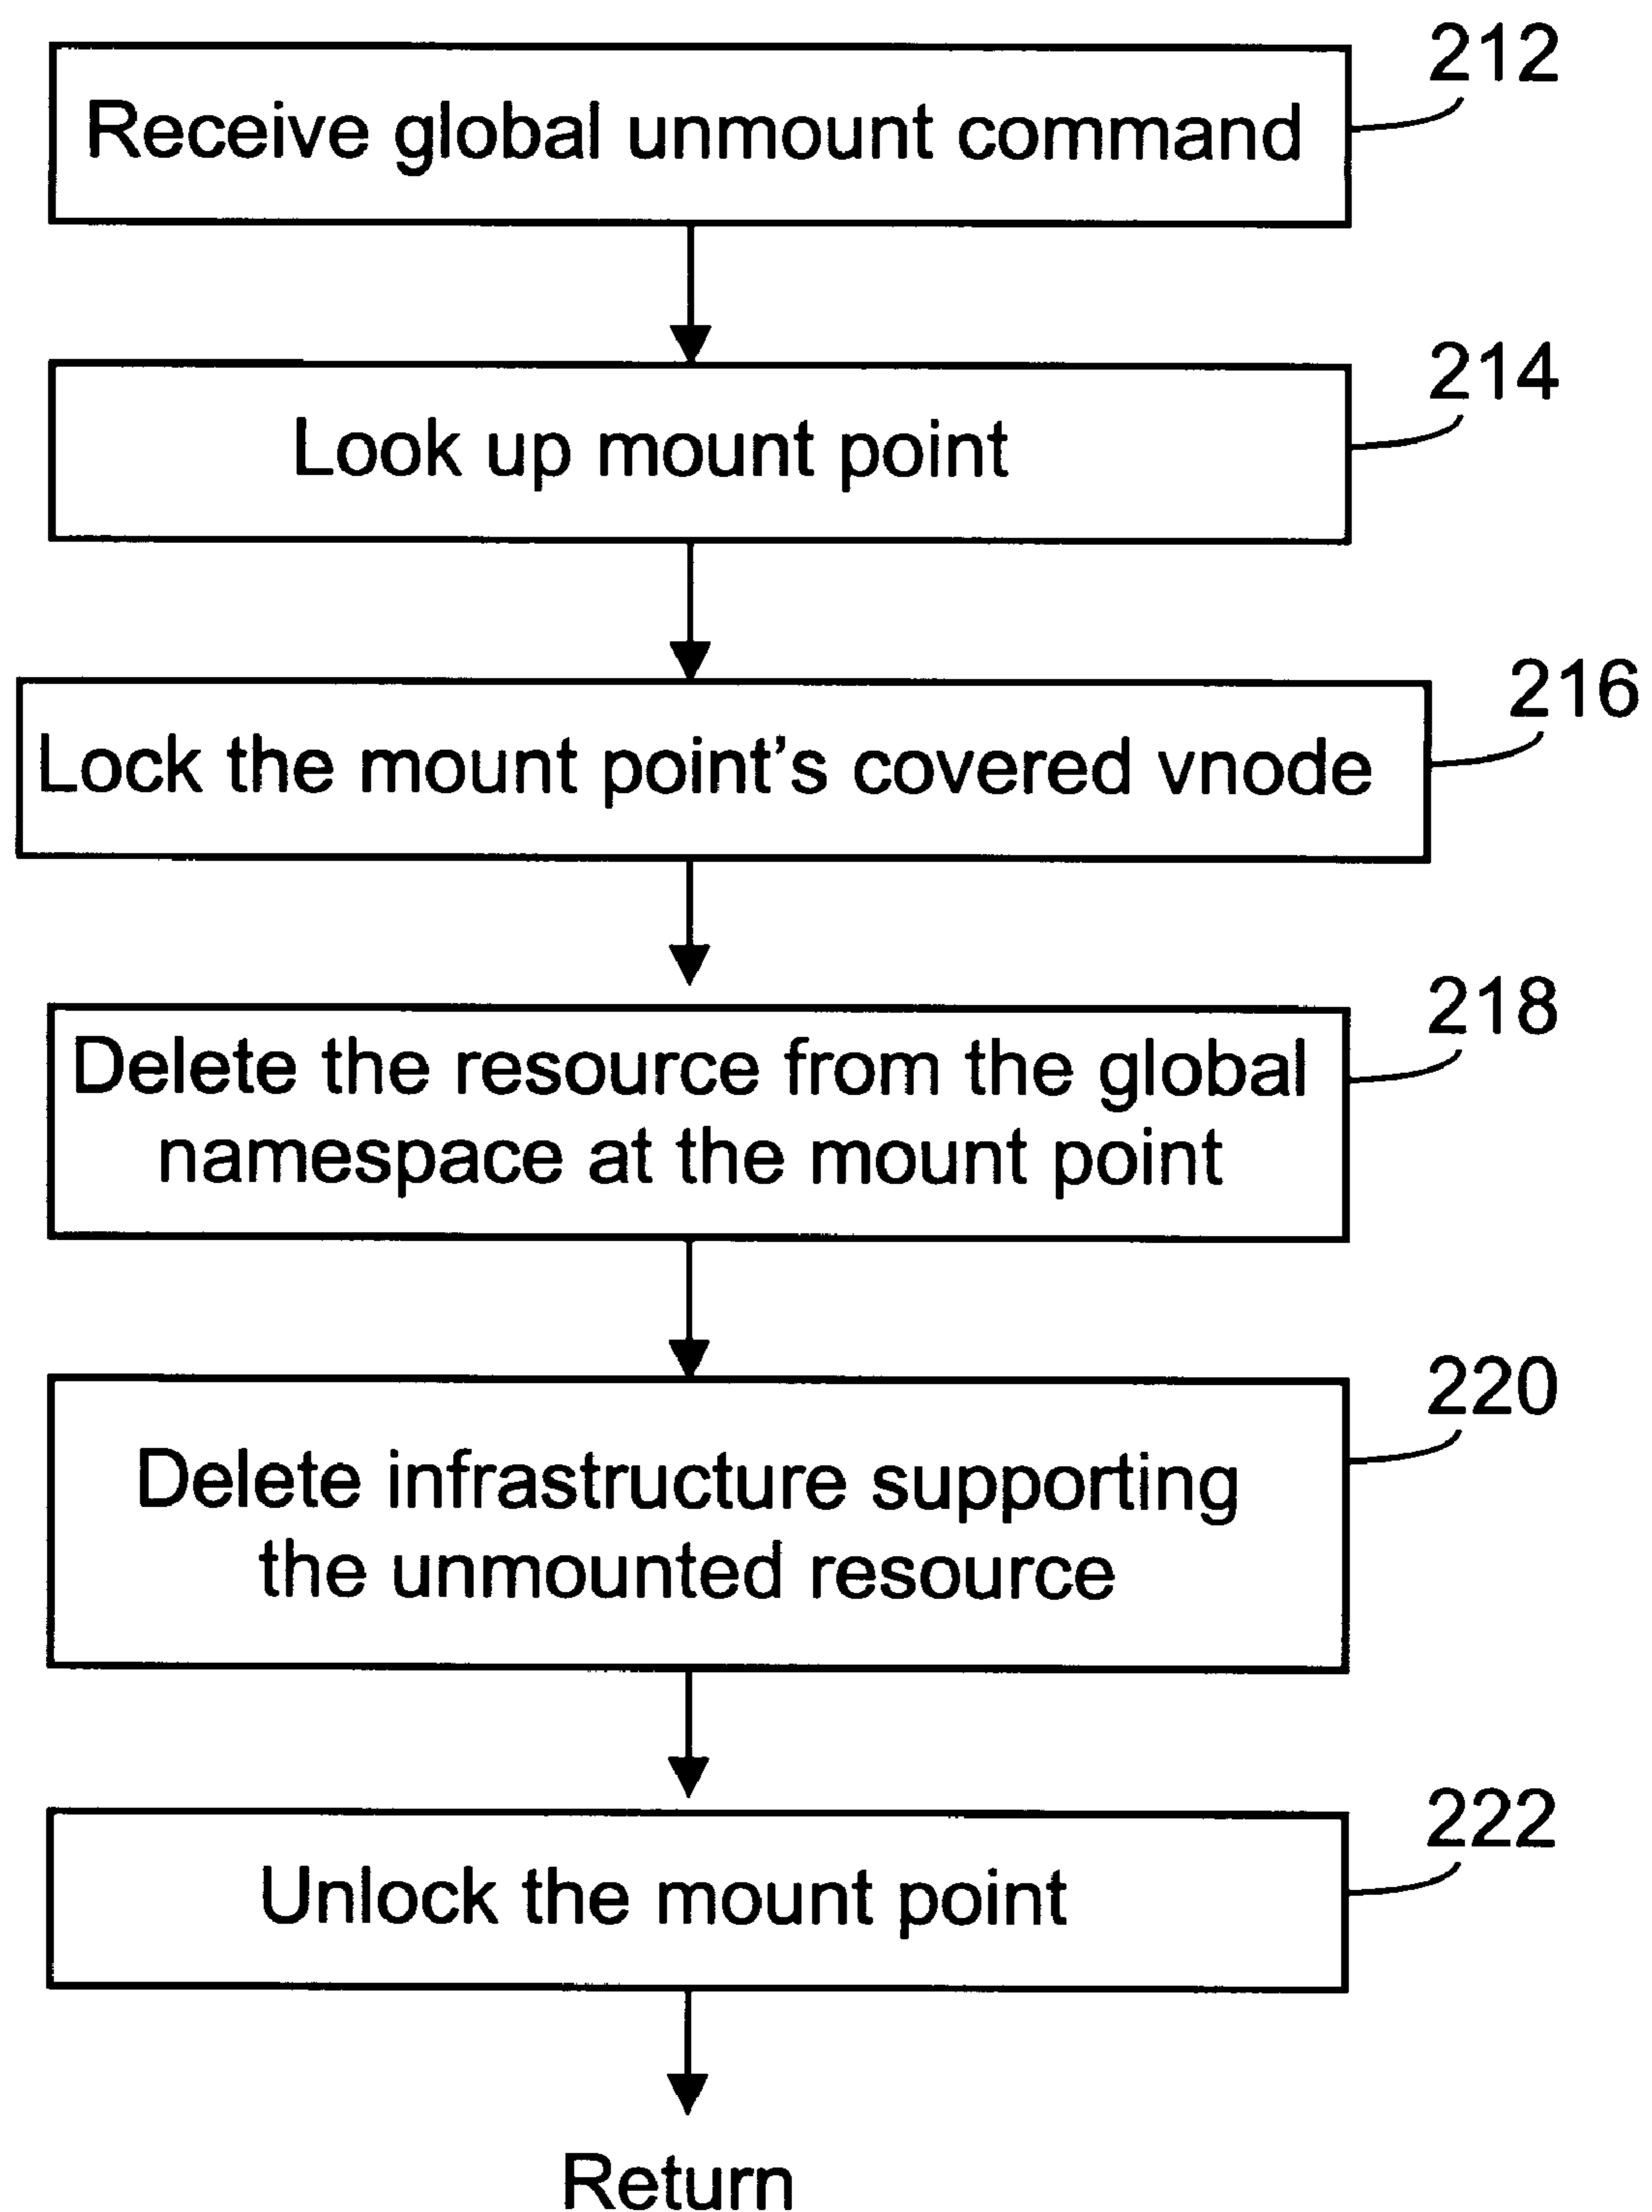 212
Receive global unmount command
214
Look up mount point
216
Lock the mount point's covered vnode
218
Delete the resource from the global
namespace at the mount point
220
Delete infrastructure supporting
the unmounted resource
222
Unlock the mount point
Return